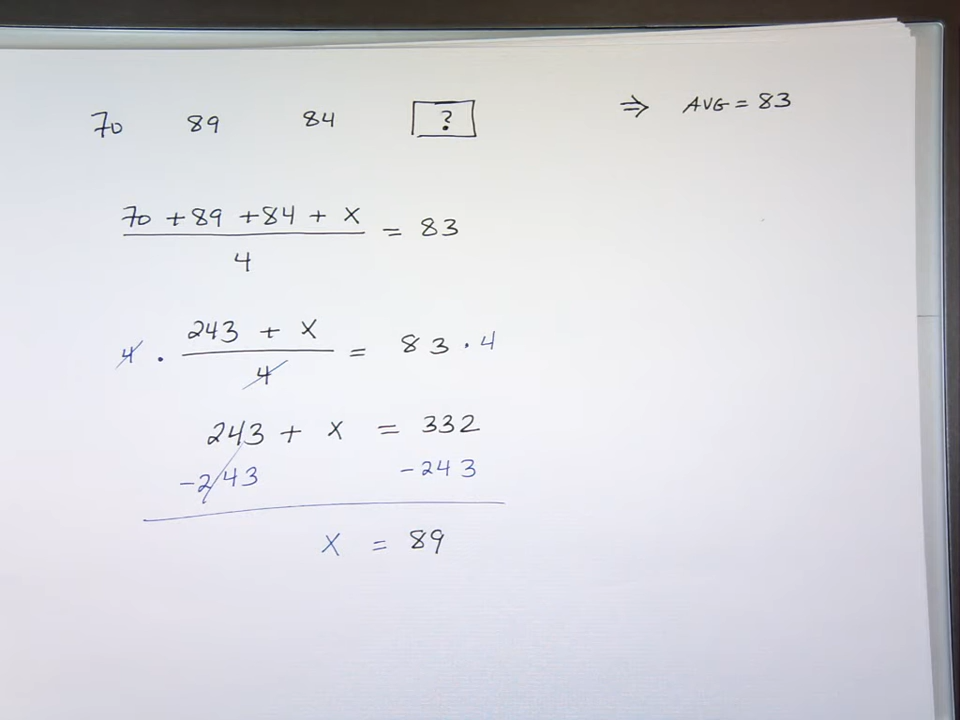 70 89 84 ? ⇒ AVG = 83
70 + 89 + 84 + X = 83
4
4 · 243 + X = 83 · 4
4
243 + X = 332
-243 -243
X = 89